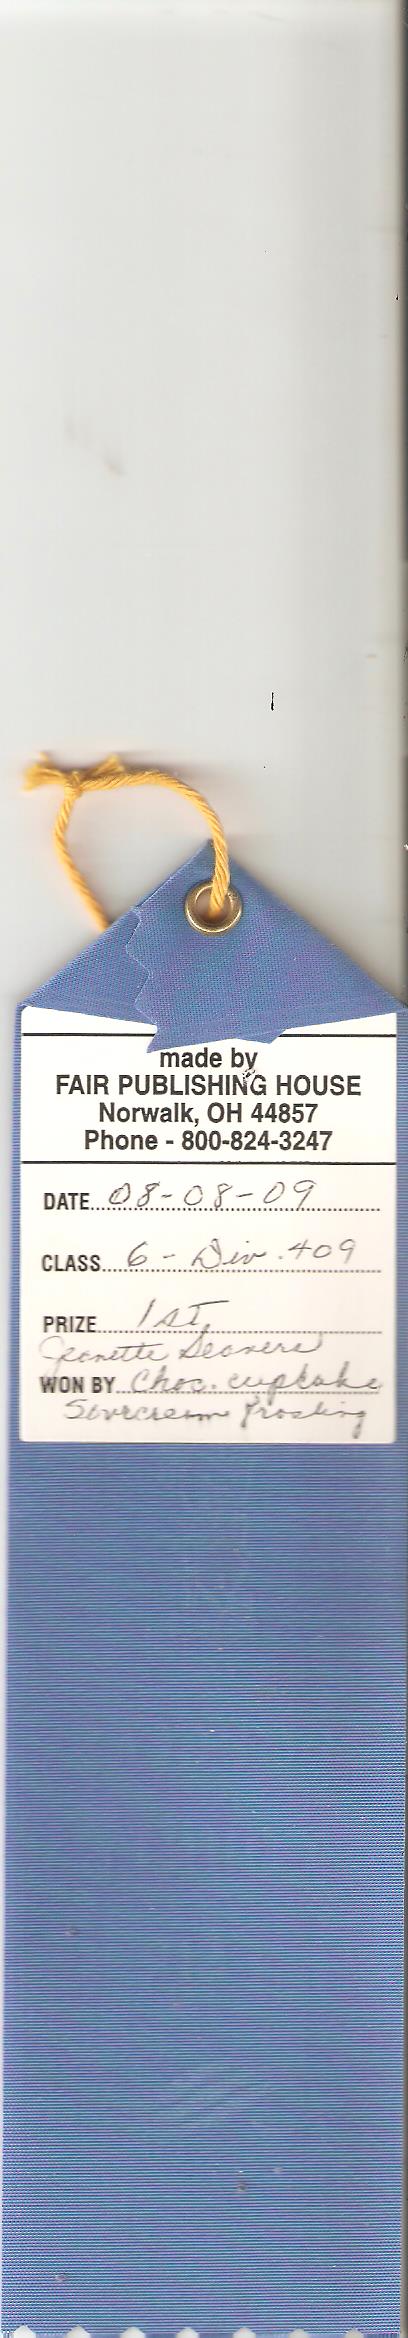 made by
FAIR PUBLISHING HOUSE
Norwalk, OH 44857
Phone - 800-824-3247
DATE 08-08-09
CLASS 6 - Div. 409
PRIZE 1st
Jeanette
WON BY Choc. cupcake
Sourcream frosting